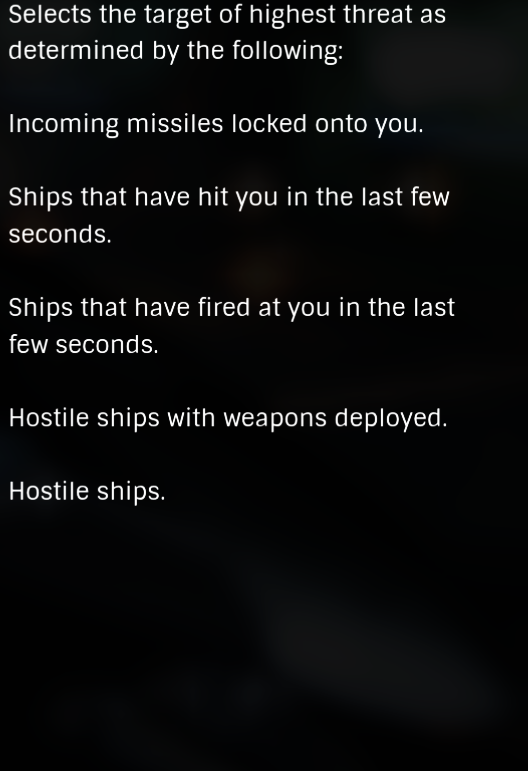 Selects the target of highest threat as
determined by the following:
Incoming missiles locked onto you.
Ships that have hit you in the last few
seconds.
Ships that have fired at you in the last
few seconds.
Hostile ships with weapons deployed.
Hostile ships.